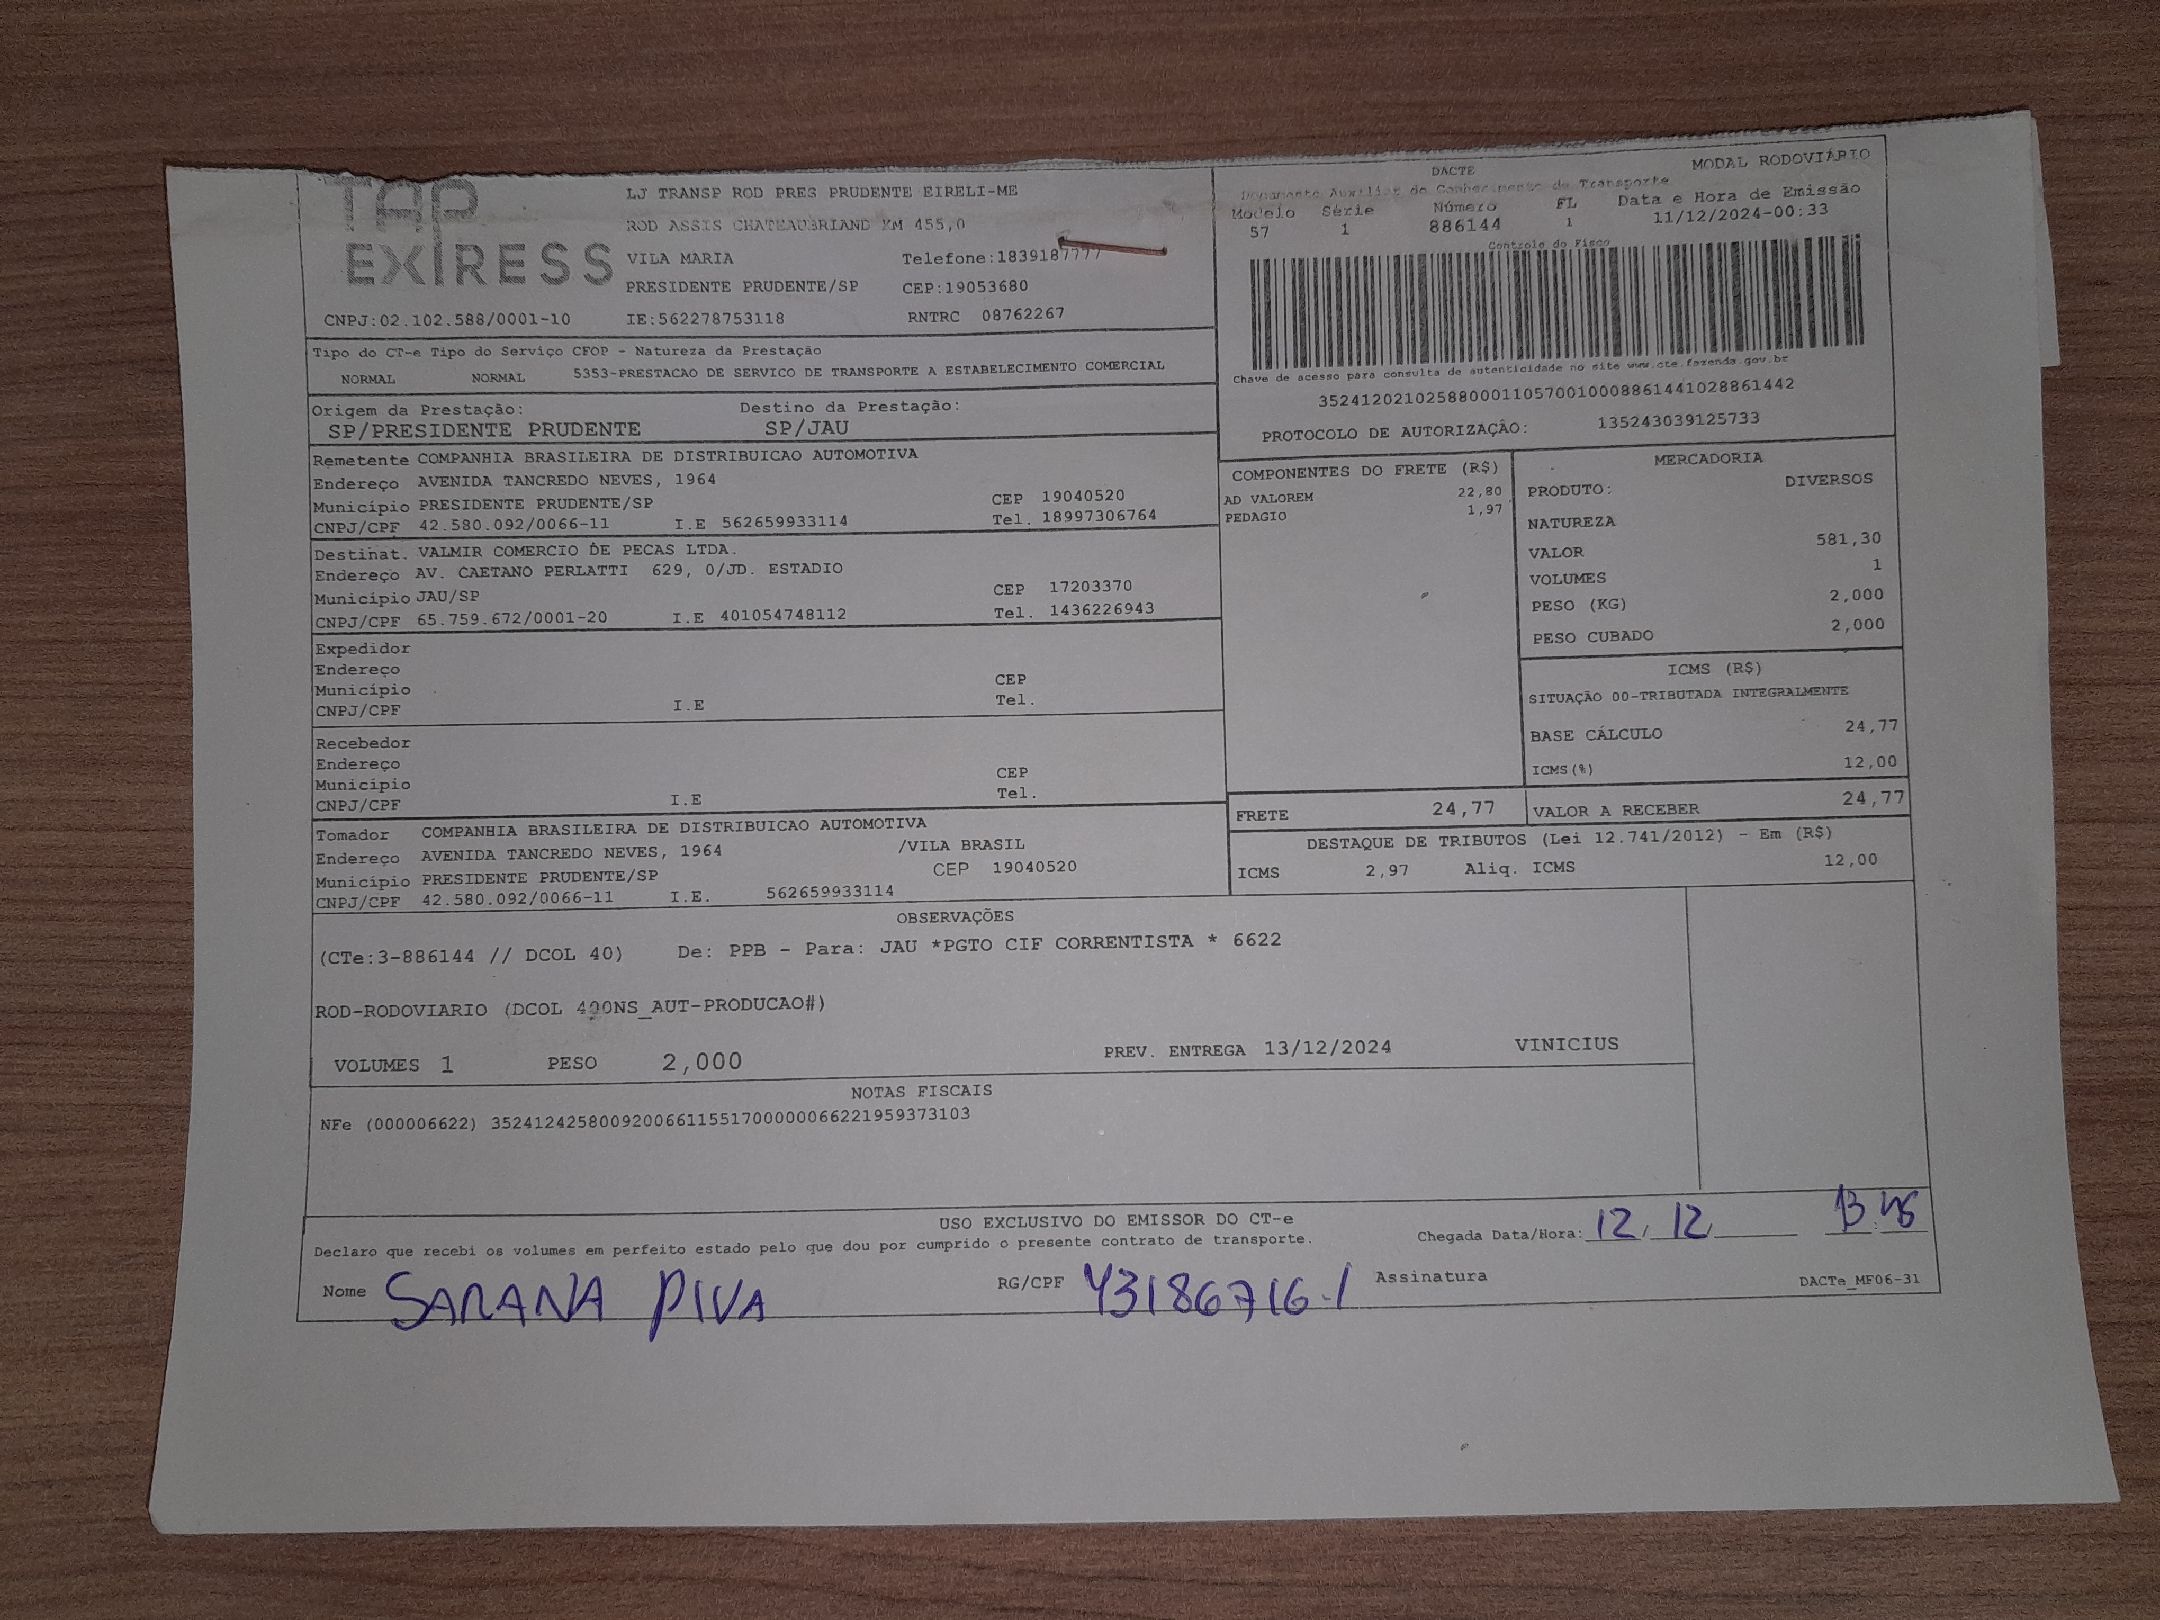 TAP
EXPRESS
LJ TRANSP ROD PRES PRUDENTE EIRELI-ME
ROD ASSIS CHATEAUBRIAND KM 455,0
VILA MARIA Telefone:1839187777
PRESIDENTE PRUDENTE/SP CEP:19053680
CNPJ:02.102.588/0001-10 IE:562278753118 RNTRC 08762267
DACTE MODAL RODOVIÁRIO
Documento Auxiliar do Conhecimento de Transporte
Modelo Série Número FL Data e Hora de Emissão
57 1 886144 1 11/12/2024-00:33
Controle do Fisco
Chave de acesso para consulta de autenticidade no site www.cte.fazenda.gov.br
35241202102588000110570010008861441028861442
PROTOCOLO DE AUTORIZAÇÃO: 135243039125733
Tipo do CT-e Tipo do Serviço CFOP - Natureza da Prestação
NORMAL NORMAL 5353-PRESTACAO DE SERVICO DE TRANSPORTE A ESTABELECIMENTO COMERCIAL
Origem da Prestação: Destino da Prestação:
SP/PRESIDENTE PRUDENTE SP/JAU
Remetente COMPANHIA BRASILEIRA DE DISTRIBUICAO AUTOMOTIVA
Endereço AVENIDA TANCREDO NEVES, 1964
Município PRESIDENTE PRUDENTE/SP CEP 19040520
CNPJ/CPF 42.580.092/0066-11 I.E 562659933114 Tel. 18997306764
Destinat. VALMIR COMERCIO DE PECAS LTDA.
Endereço AV. CAETANO PERLATTI 629, 0/JD. ESTADIO
Município JAU/SP CEP 17203370
CNPJ/CPF 65.759.672/0001-20 I.E 401054748112 Tel. 1436226943
Expedidor
Endereço
Município CEP
CNPJ/CPF I.E Tel.
Recebedor
Endereço
Município CEP
CNPJ/CPF I.E Tel.
Tomador COMPANHIA BRASILEIRA DE DISTRIBUICAO AUTOMOTIVA
Endereço AVENIDA TANCREDO NEVES, 1964 /VILA BRASIL
Município PRESIDENTE PRUDENTE/SP CEP 19040520
CNPJ/CPF 42.580.092/0066-11 I.E. 562659933114
COMPONENTES DO FRETE (R$)
AD VALOREM 22,80
PEDAGIO 1,97
MERCADORIA
PRODUTO: DIVERSOS
NATUREZA
VALOR 581,30
VOLUMES 1
PESO (KG) 2,000
PESO CUBADO 2,000
ICMS (R$)
SITUAÇÃO 00-TRIBUTADA INTEGRALMENTE
BASE CÁLCULO 24,77
ICMS(%) 12,00
FRETE 24,77 VALOR A RECEBER 24,77
DESTAQUE DE TRIBUTOS (Lei 12.741/2012) - Em (R$)
ICMS 2,97 Aliq. ICMS 12,00
OBSERVAÇÕES
(CTe:3-886144 // DCOL 40) De: PPB - Para: JAU *PGTO CIF CORRENTISTA * 6622
ROD-RODOVIARIO (DCOL 400NS_AUT-PRODUCAO#)
VOLUMES 1 PESO 2,000 PREV. ENTREGA 13/12/2024 VINICIUS
NOTAS FISCAIS
NFe (000006622) 35241242580092006611551700000066221959373103
USO EXCLUSIVO DO EMISSOR DO CT-e
Declaro que recebi os volumes em perfeito estado pelo que dou por cumprido o presente contrato de transporte.
Chegada Data/Hora: 12/ 12/
Nome SARANA PIVA RG/CPF 43186716-1 Assinatura DACTe_MF06-31